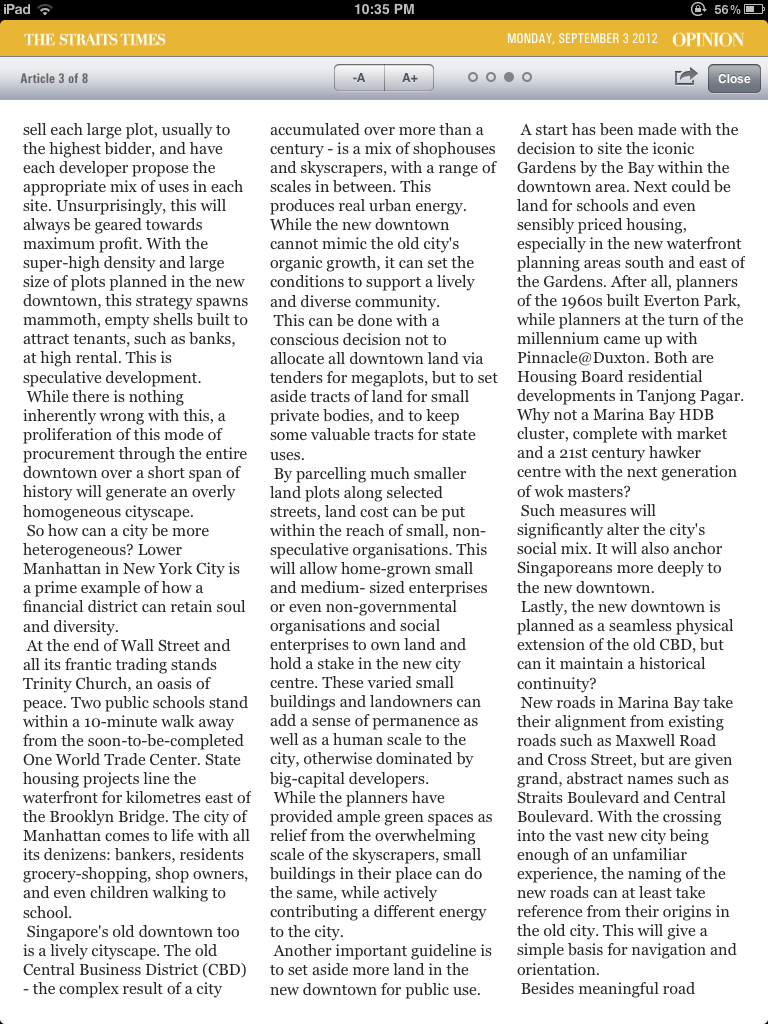 iPad
10:35 PM
56%
THE STRAITS TIMES
MONDAY, SEPTEMBER 3 2012 OPINION
Article 3 of 8
-A A+
Close
sell each large plot, usually to
the highest bidder, and have
each developer propose the
appropriate mix of uses in each
site. Unsurprisingly, this will
always be geared towards
maximum profit. With the
super-high density and large
size of plots planned in the new
downtown, this strategy spawns
mammoth, empty shells built to
attract tenants, such as banks,
at high rental. This is
speculative development.
While there is nothing
inherently wrong with this, a
proliferation of this mode of
procurement through the entire
downtown over a short span of
history will generate an overly
homogeneous cityscape.
So how can a city be more
heterogeneous? Lower
Manhattan in New York City is
a prime example of how a
financial district can retain soul
and diversity.
At the end of Wall Street and
all its frantic trading stands
Trinity Church, an oasis of
peace. Two public schools stand
within a 10-minute walk away
from the soon-to-be-completed
One World Trade Center. State
housing projects line the
waterfront for kilometres east of
the Brooklyn Bridge. The city of
Manhattan comes to life with all
its denizens: bankers, residents
grocery-shopping, shop owners,
and even children walking to
school.
Singapore's old downtown too
is a lively cityscape. The old
Central Business District (CBD)
- the complex result of a city
accumulated over more than a
century - is a mix of shophouses
and skyscrapers, with a range of
scales in between. This
produces real urban energy.
While the new downtown
cannot mimic the old city's
organic growth, it can set the
conditions to support a lively
and diverse community.
This can be done with a
conscious decision not to
allocate all downtown land via
tenders for megaplots, but to set
aside tracts of land for small
private bodies, and to keep
some valuable tracts for state
uses.
By parcelling much smaller
land plots along selected
streets, land cost can be put
within the reach of small, non-
speculative organisations. This
will allow home-grown small
and medium- sized enterprises
or even non-governmental
organisations and social
enterprises to own land and
hold a stake in the new city
centre. These varied small
buildings and landowners can
add a sense of permanence as
well as a human scale to the
city, otherwise dominated by
big-capital developers.
While the planners have
provided ample green spaces as
relief from the overwhelming
scale of the skyscrapers, small
buildings in their place can do
the same, while actively
contributing a different energy
to the city.
Another important guideline is
to set aside more land in the
new downtown for public use.
A start has been made with the
decision to site the iconic
Gardens by the Bay within the
downtown area. Next could be
land for schools and even
sensibly priced housing,
especially in the new waterfront
planning areas south and east of
the Gardens. After all, planners
of the 1960s built Everton Park,
while planners at the turn of the
millennium came up with
Pinnacle@Duxton. Both are
Housing Board residential
developments in Tanjong Pagar.
Why not a Marina Bay HDB
cluster, complete with market
and a 21st century hawker
centre with the next generation
of wok masters?
Such measures will
significantly alter the city's
social mix. It will also anchor
Singaporeans more deeply to
the new downtown.
Lastly, the new downtown is
planned as a seamless physical
extension of the old CBD, but
can it maintain a historical
continuity?
New roads in Marina Bay take
their alignment from existing
roads such as Maxwell Road
and Cross Street, but are given
grand, abstract names such as
Straits Boulevard and Central
Boulevard. With the crossing
into the vast new city being
enough of an unfamiliar
experience, the naming of the
new roads can at least take
reference from their origins in
the old city. This will give a
simple basis for navigation and
orientation.
Besides meaningful road